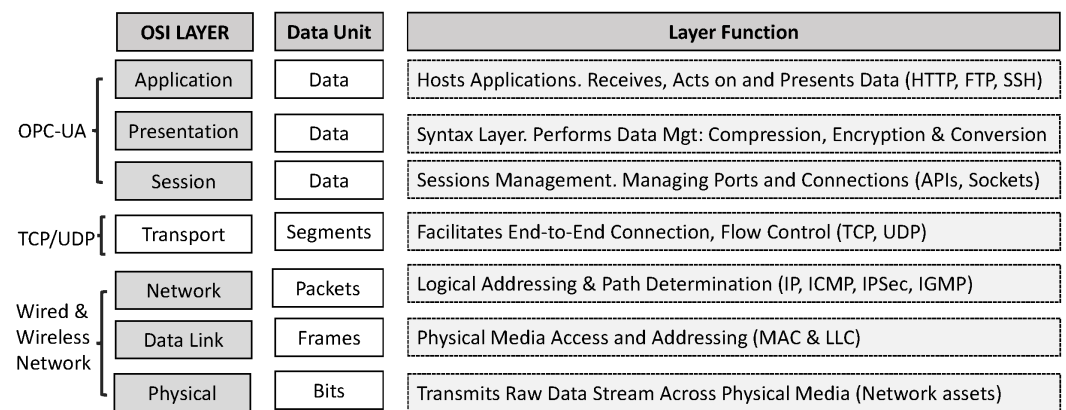 OSI LAYER Data Unit Layer Function
Application Data Hosts Applications. Receives, Acts on and Presents Data (HTTP, FTP, SSH)
OPC-UA Presentation Data Syntax Layer. Performs Data Mgt: Compression, Encryption & Conversion
Session Data Sessions Management. Managing Ports and Connections (APIs, Sockets)
TCP/UDP Transport Segments Facilitates End-to-End Connection, Flow Control (TCP, UDP)
Network Packets Logical Addressing & Path Determination (IP, ICMP, IPSec, IGMP)
Wired &
Wireless
Network
Data Link Frames Physical Media Access and Addressing (MAC & LLC)
Physical Bits Transmits Raw Data Stream Across Physical Media (Network assets)